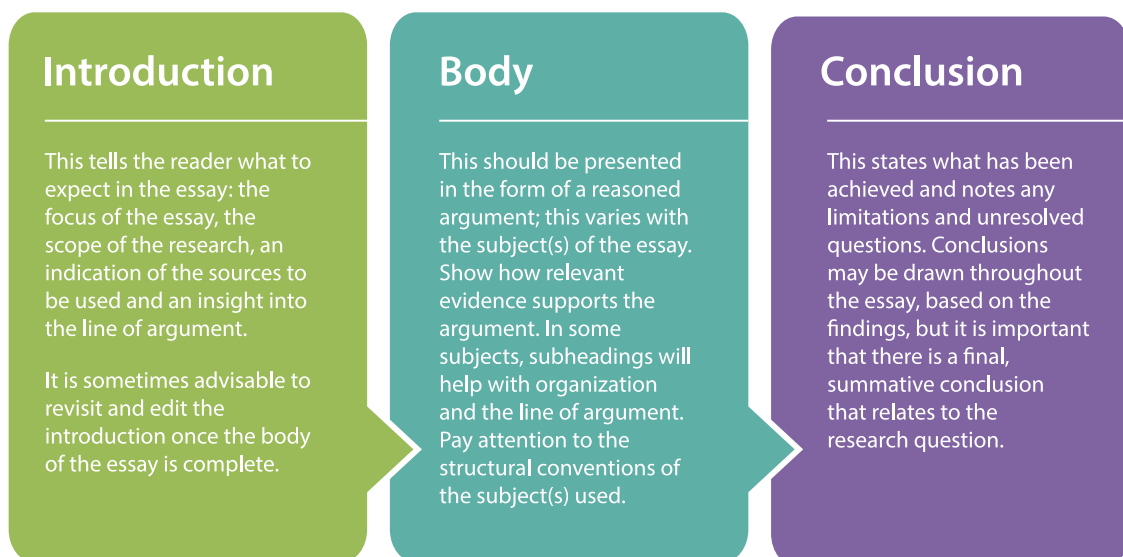 Introduction
This tells the reader what to
expect in the essay: the
focus of the essay, the
scope of the research, an
indication of the sources to
be used and an insight into
the line of argument.
It is sometimes advisable to
revisit and edit the
introduction once the body
of the essay is complete.
Body
This should be presented
in the form of a reasoned
argument; this varies with
the subject(s) of the essay.
Show how relevant
evidence supports the
argument. In some
subjects, subheadings will
help with organization
and the line of argument.
Pay attention to the
structural conventions of
the subject(s) used.
Conclusion
This states what has been
achieved and notes any
limitations and unresolved
questions. Conclusions
may be drawn throughout
the essay, based on the
findings, but it is important
that there is a final,
summative conclusion
that relates to the
research question.